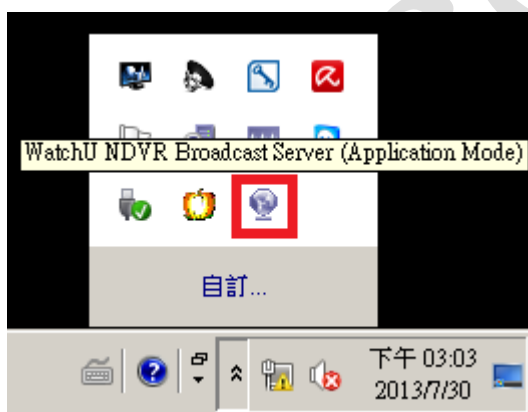 WatchU NDVR Broadcast Server (Application Mode)
自訂...
下午 03:03
2013/7/30